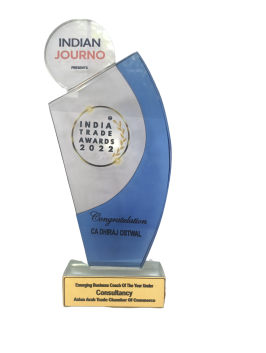 INDIAN
JOURNO
PRESENTS
INDIA
TRADE
AWARDS
2022
Congratulation
CA DHIRAJ OSTWAL
Emerging Business Coach Of The Year Under
Consultancy
Asian Arab Trade Chamber Of Commerce